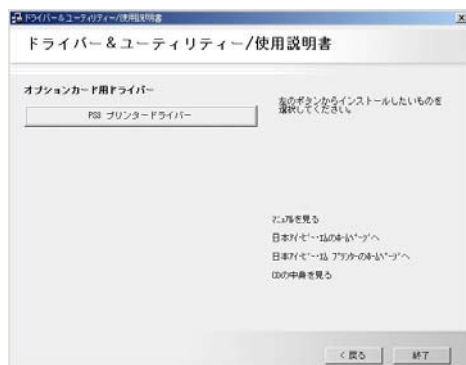 ドライバー&ユーティリティー/使用説明書
ドライバー&ユーティリティー/使用説明書
オプションカード用ドライバー
PS3 プリンタードライバー
左のボタンからインストールしたいものを
選択してください。
マニュアルを見る
日本アイ・ビー・エムのホームページへ
日本アイ・ビー・エム プリンターのホームページへ
CDの中身を見る
< 戻る
終了